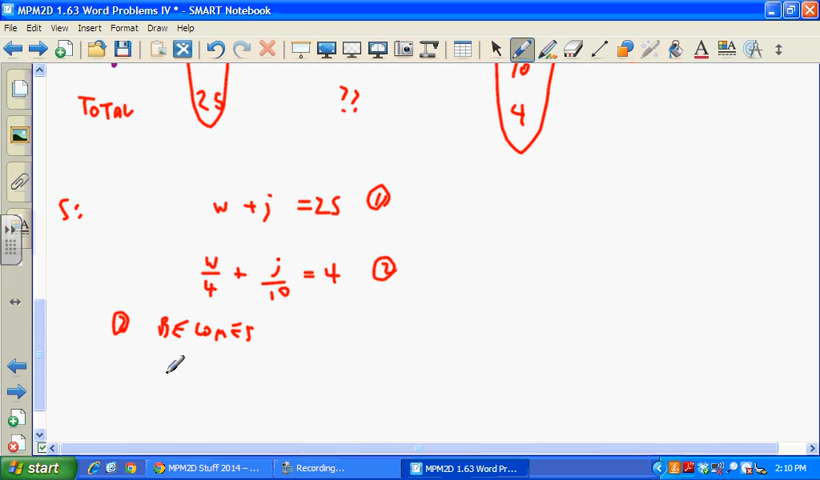 MPM2D 1.63 Word Problems IV * - SMART Notebook
File Edit View Insert Format Draw Help
10
TOTAL 25 ?? 4
S: w + j = 25 ①
w/4 + j/10 = 4 ②
② BECOMES
start MPM2D Stuff 2014 – ... Recording... MPM2D 1.63 Word Pr... 2:10 PM